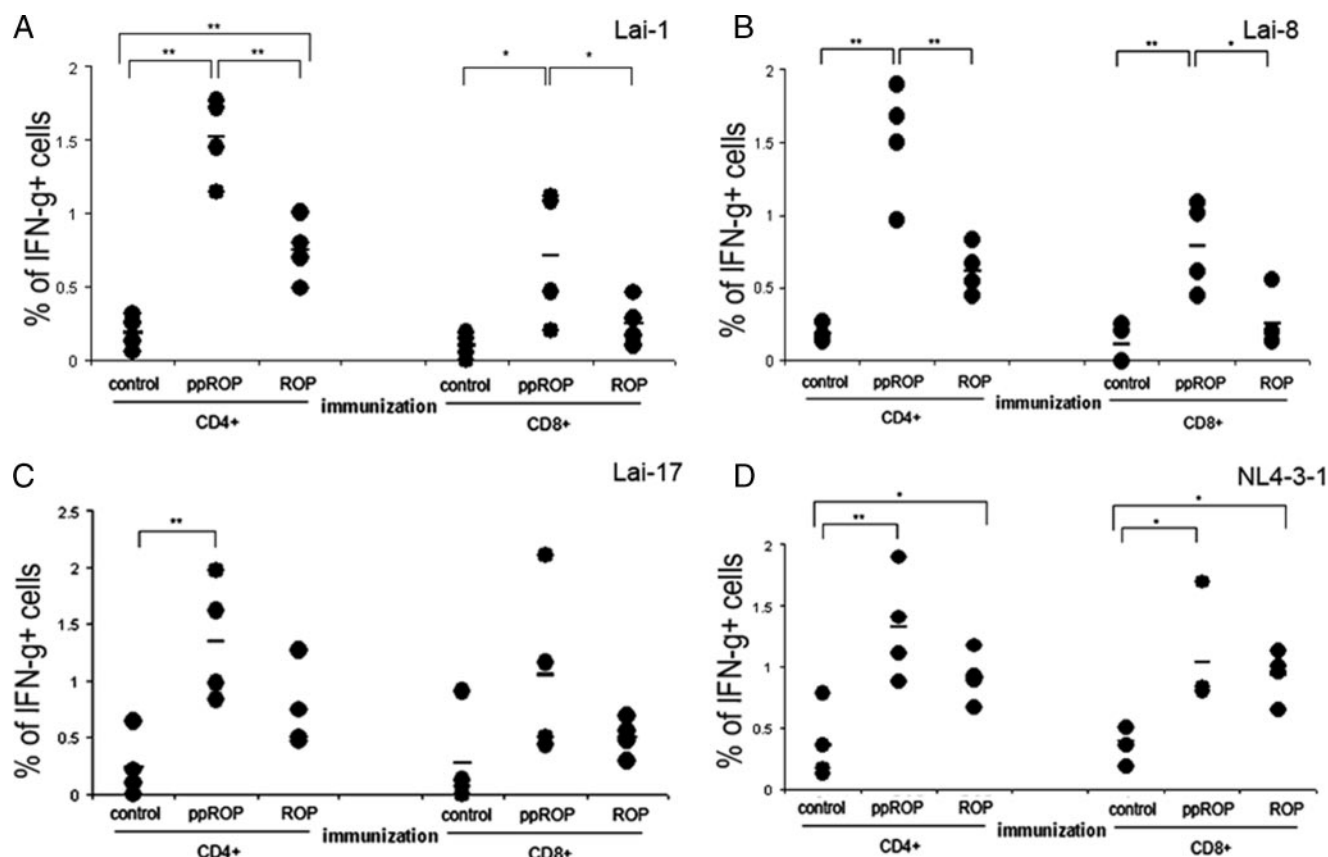 A
Lai-1
**
**
**
*
*
% of IFN-g+ cells
2
1.5
1
0.5
0
control ppROP ROP control ppROP ROP
immunization
CD4+ CD8+
B
Lai-8
**
**
**
*
% of IFN-g+ cells
2
1.5
1
0.5
0
control ppROP ROP control ppROP ROP
immunization
CD4+ CD8+
C
Lai-17
**
% of IFN-g+ cells
2.5
2
1.5
1
0.5
0
control ppROP ROP control ppROP ROP
immunization
CD4+ CD8+
D
NL4-3-1
*
**
*
*
% of IFN-g+ cells
2
1.5
1
0.5
0
control ppROP ROP control ppROP ROP
immunization
CD4+ CD8+